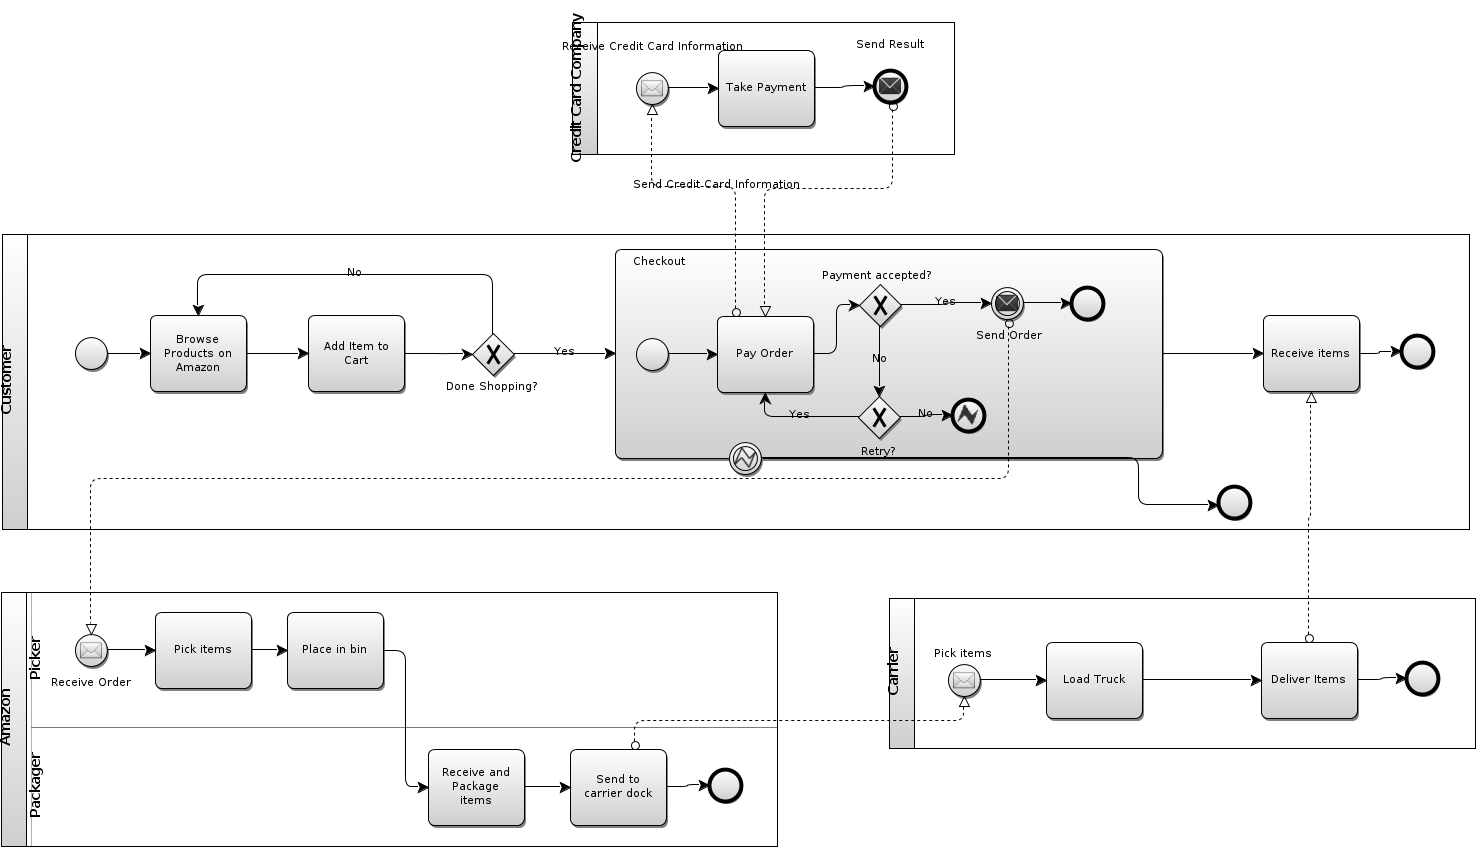 Credit Card Company
Receive Credit Card Information
Take Payment
Send Result
Send Credit Card Information
Customer
No
Browse
Products on
Amazon
Add Item to
Cart
Done Shopping?
Yes
Checkout
Pay Order
Payment accepted?
Yes
Send Order
No
Yes
No
Retry?
Receive items
Amazon
Picker
Receive Order
Pick items
Place in bin
Packager
Receive and
Package
items
Send to
carrier dock
Carrier
Pick items
Load Truck
Deliver Items